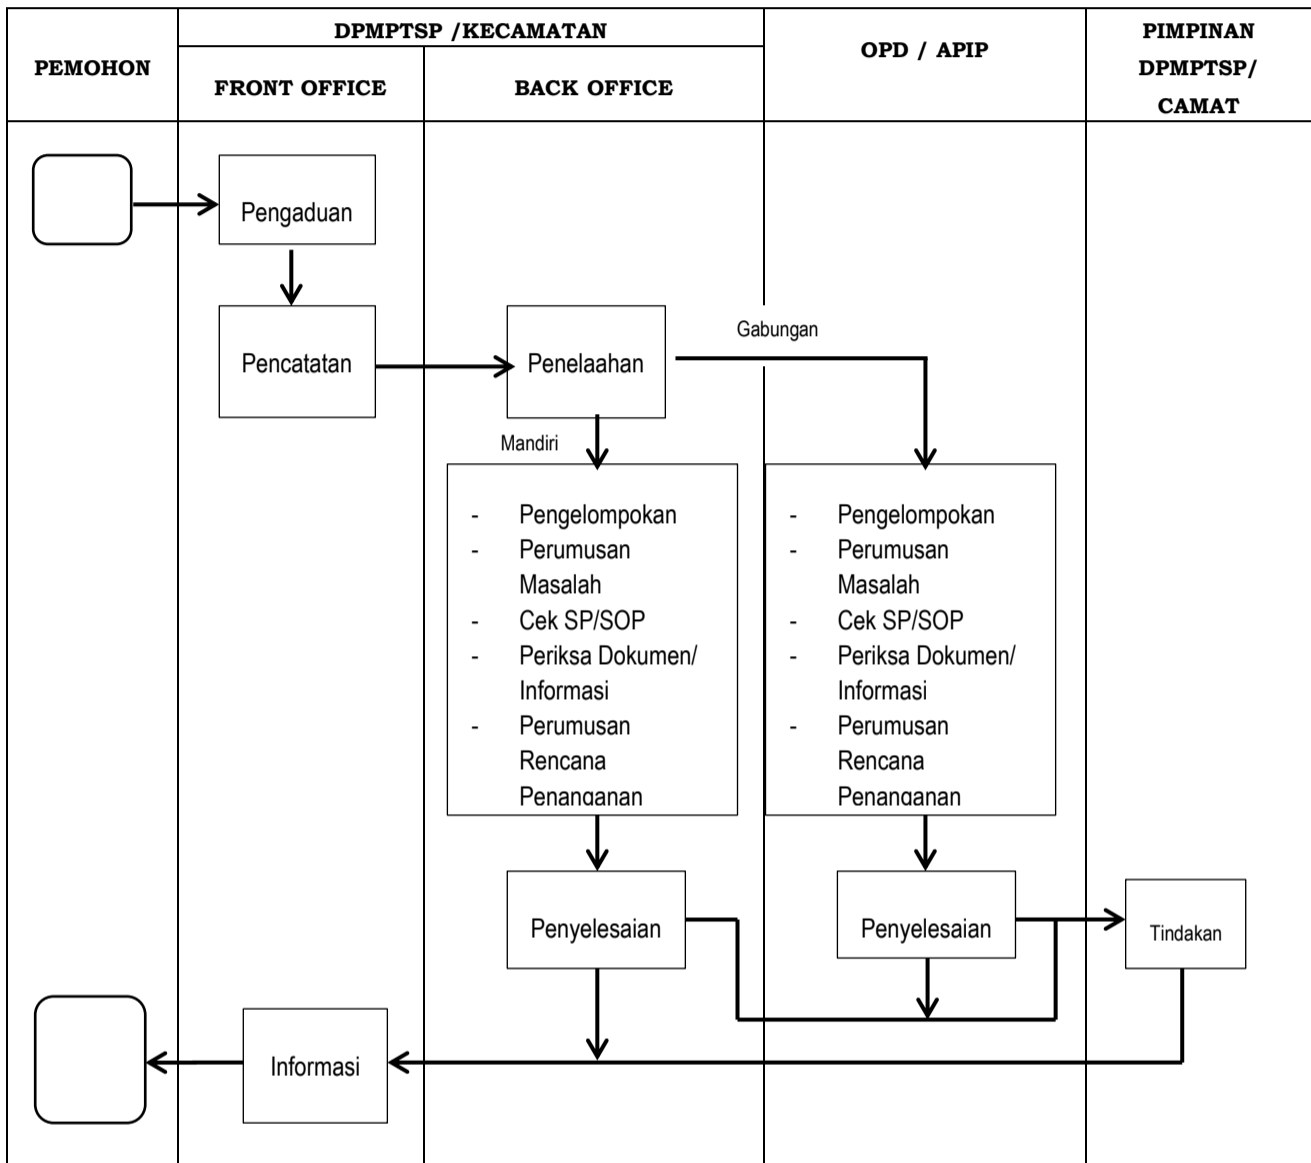 PEMOHON
DPMPTSP /KECAMATAN
FRONT OFFICE
BACK OFFICE
OPD / APIP
PIMPINAN
DPMPTSP/
CAMAT
Pengaduan
Pencatatan
Penelaahan
Gabungan
Mandiri
- Pengelompokan
- Perumusan
Masalah
- Cek SP/SOP
- Periksa Dokumen/
Informasi
- Perumusan
Rencana
Penanganan
- Pengelompokan
- Perumusan
Masalah
- Cek SP/SOP
- Periksa Dokumen/
Informasi
- Perumusan
Rencana
Penanganan
Penyelesaian
Penyelesaian
Tindakan
Informasi